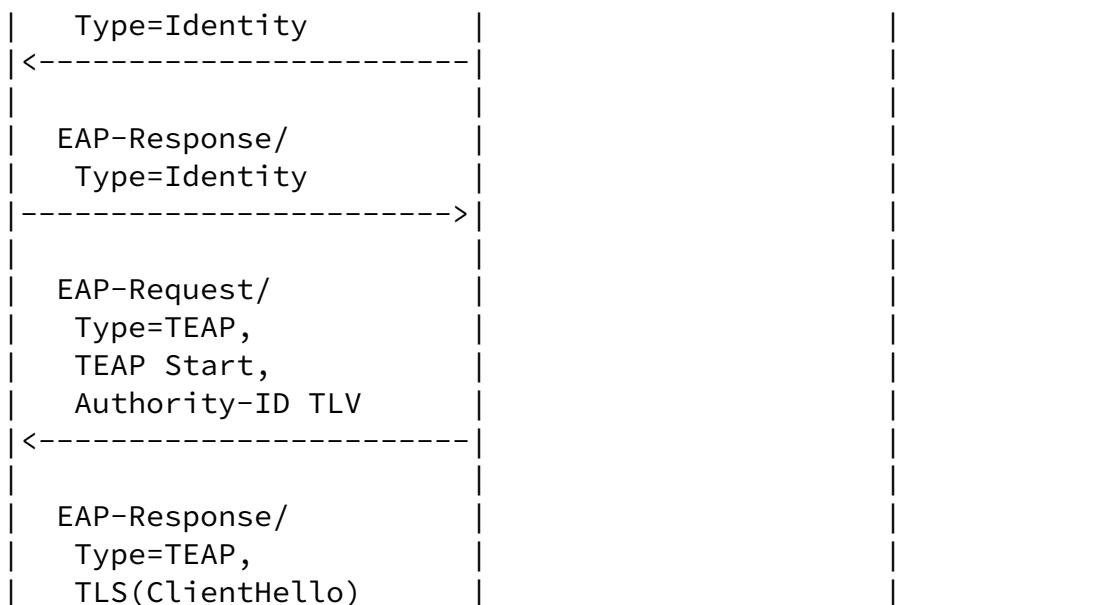 |   Type=Identity         |                      |
|<------------------------|                      |
|                         |                      |
|  EAP-Response/          |                      |
|   Type=Identity         |                      |
|------------------------>|                      |
|                         |                      |
|  EAP-Request/           |                      |
|   Type=TEAP,            |                      |
|   TEAP Start,           |                      |
|   Authority-ID TLV      |                      |
|<------------------------|                      |
|                         |                      |
|  EAP-Response/          |                      |
|   Type=TEAP,            |                      |
|   TLS(ClientHello)      |                      |